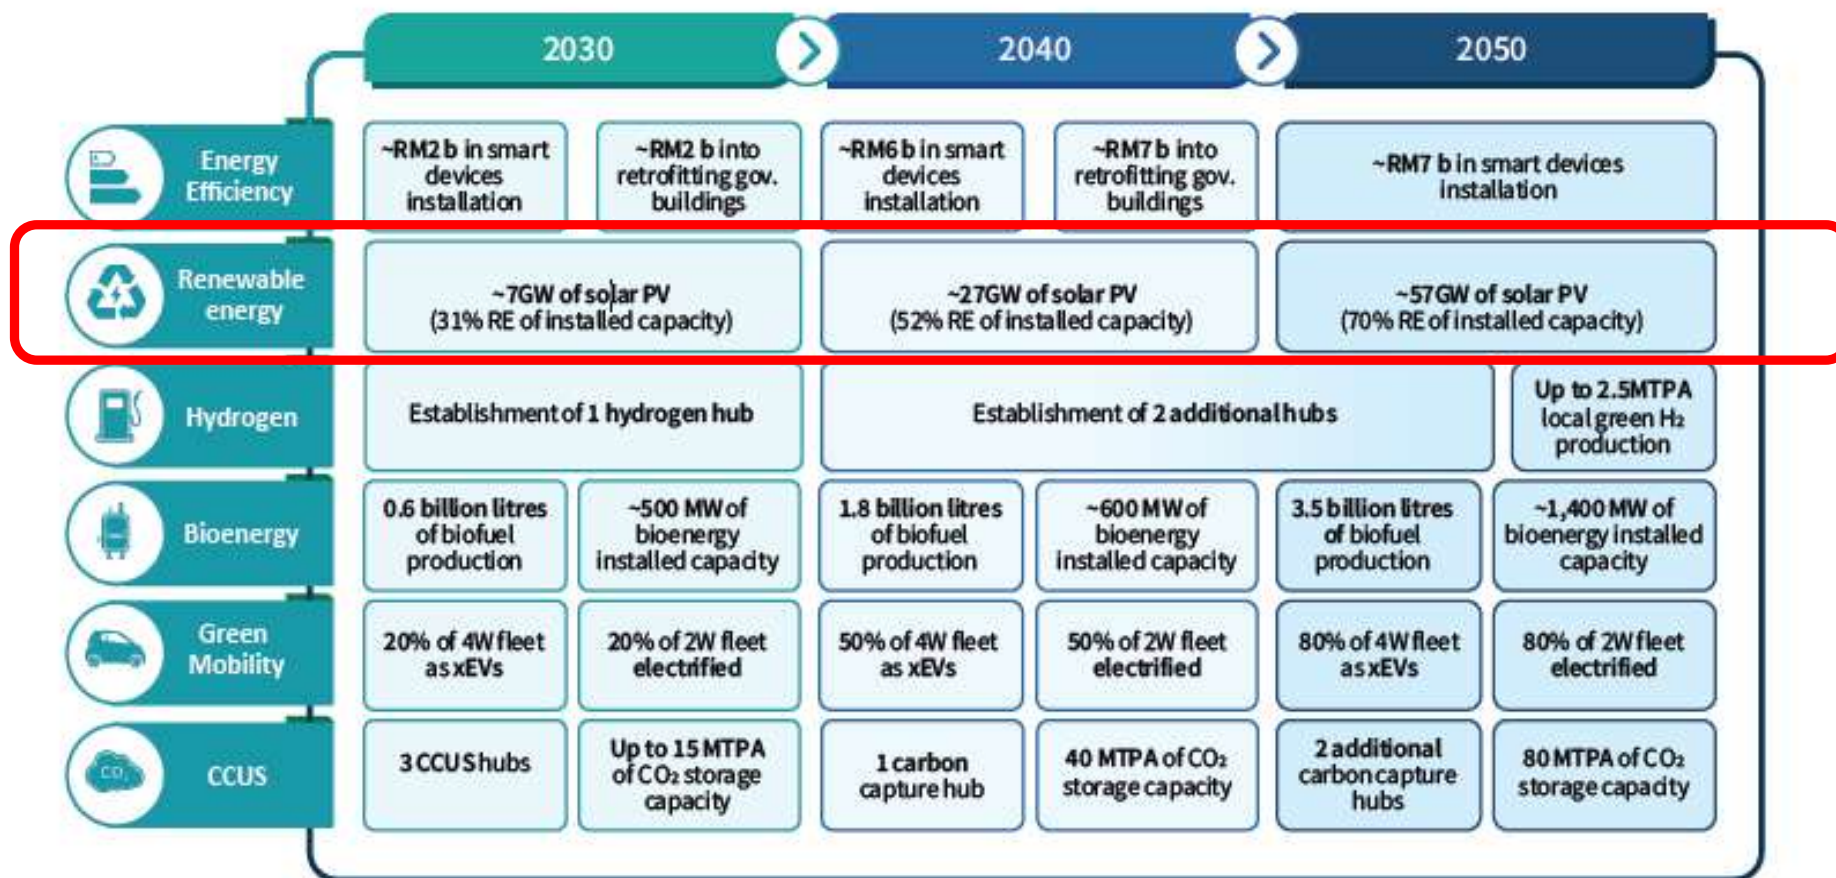 2030
2040
2050
Energy
Efficiency
~RM2 b in smart
devices
installation
~RM2 b into
retrofitting gov.
buildings
~RM6 b in smart
devices
installation
~RM7 b into
retrofitting gov.
buildings
~RM7 b in smart devices
installation
Renewable
energy
~7GW of solar PV
(31% RE of installed capacity)
~27GW of solar PV
(52% RE of installed capacity)
~57GW of solar PV
(70% RE of installed capacity)
Hydrogen
Establishment of 1 hydrogen hub
Establishment of 2 additional hubs
Up to 2.5MTPA
local green H₂
production
Bioenergy
0.6 billion litres
of biofuel
production
~500 MW of
bioenergy
installed capacity
1.8 billion litres
of biofuel
production
~600 MW of
bioenergy
installed capacity
3.5 billion litres
of biofuel
production
~1,400 MW of
bioenergy installed
capacity
Green
Mobility
20% of 4W fleet
as xEVs
20% of 2W fleet
electrified
50% of 4W fleet
as xEVs
50% of 2W fleet
electrified
80% of 4W fleet
as xEVs
80% of 2W fleet
electrified
CO₂
CCUS
3 CCUS hubs
Up to 15 MTPA
of CO₂ storage
capacity
1 carbon
capture hub
40 MTPA of CO₂
storage capacity
2 additional
carbon capture
hubs
80 MTPA of CO₂
storage capacity